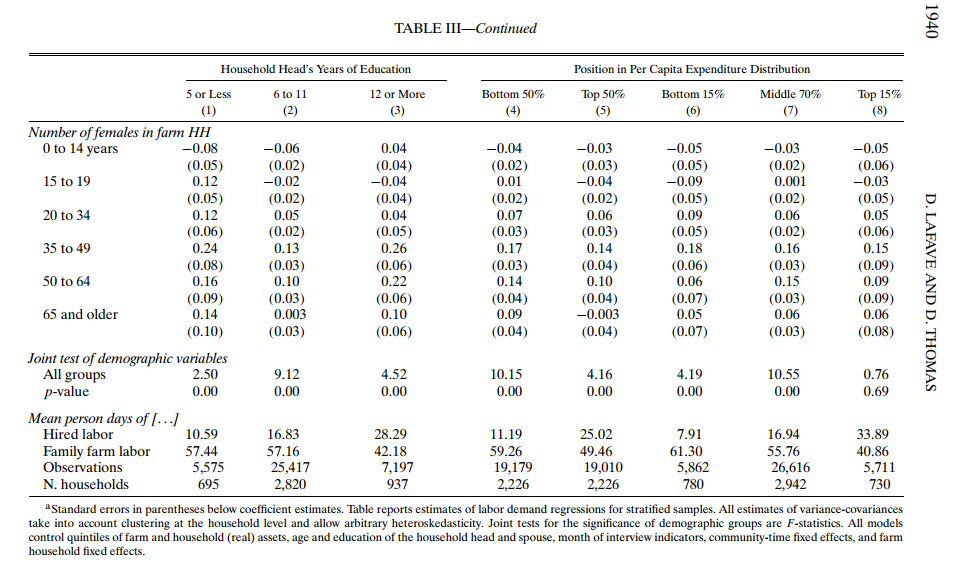 TABLE III—Continued
1940
Household Head's Years of Education Position in Per Capita Expenditure Distribution
5 or Less 6 to 11 12 or More Bottom 50% Top 50% Bottom 15% Middle 70% Top 15%
(1) (2) (3) (4) (5) (6) (7) (8)
Number of females in farm HH
0 to 14 years −0.08 −0.06 0.04 −0.04 −0.03 −0.05 −0.03 −0.05
(0.05) (0.02) (0.04) (0.02) (0.03) (0.05) (0.02) (0.06)
15 to 19 0.12 −0.02 −0.04 0.01 −0.04 −0.09 0.001 −0.03
(0.05) (0.02) (0.04) (0.02) (0.02) (0.05) (0.02) (0.05)
20 to 34 0.12 0.05 0.04 0.07 0.06 0.09 0.06 0.05
(0.06) (0.02) (0.05) (0.03) (0.03) (0.05) (0.02) (0.06)
35 to 49 0.24 0.13 0.26 0.17 0.14 0.18 0.16 0.15
(0.08) (0.03) (0.06) (0.03) (0.04) (0.06) (0.03) (0.09)
50 to 64 0.16 0.10 0.22 0.14 0.10 0.06 0.15 0.09
(0.09) (0.03) (0.06) (0.04) (0.04) (0.07) (0.03) (0.09)
65 and older 0.14 0.003 0.10 0.09 −0.003 0.05 0.06 0.06
(0.10) (0.03) (0.06) (0.04) (0.04) (0.07) (0.03) (0.08)
Joint test of demographic variables
All groups 2.50 9.12 4.52 10.15 4.16 4.19 10.55 0.76
p-value 0.00 0.00 0.00 0.00 0.00 0.00 0.00 0.69
Mean person days of [...]
Hired labor 10.59 16.83 28.29 11.19 25.02 7.91 16.94 33.89
Family farm labor 57.44 57.16 42.18 59.26 49.46 61.30 55.76 40.86
Observations 5,575 25,417 7,197 19,179 19,010 5,862 26,616 5,711
N. households 695 2,820 937 2,226 2,226 780 2,942 730
D. LAFAVE AND D. THOMAS
aStandard errors in parentheses below coefficient estimates. Table reports estimates of labor demand regressions for stratified samples. All estimates of variance-covariances
take into account clustering at the household level and allow arbitrary heteroskedasticity. Joint tests for the significance of demographic groups are F-statistics. All models
control quintiles of farm and household (real) assets, age and education of the household head and spouse, month of interview indicators, community-time fixed effects, and farm
household fixed effects.